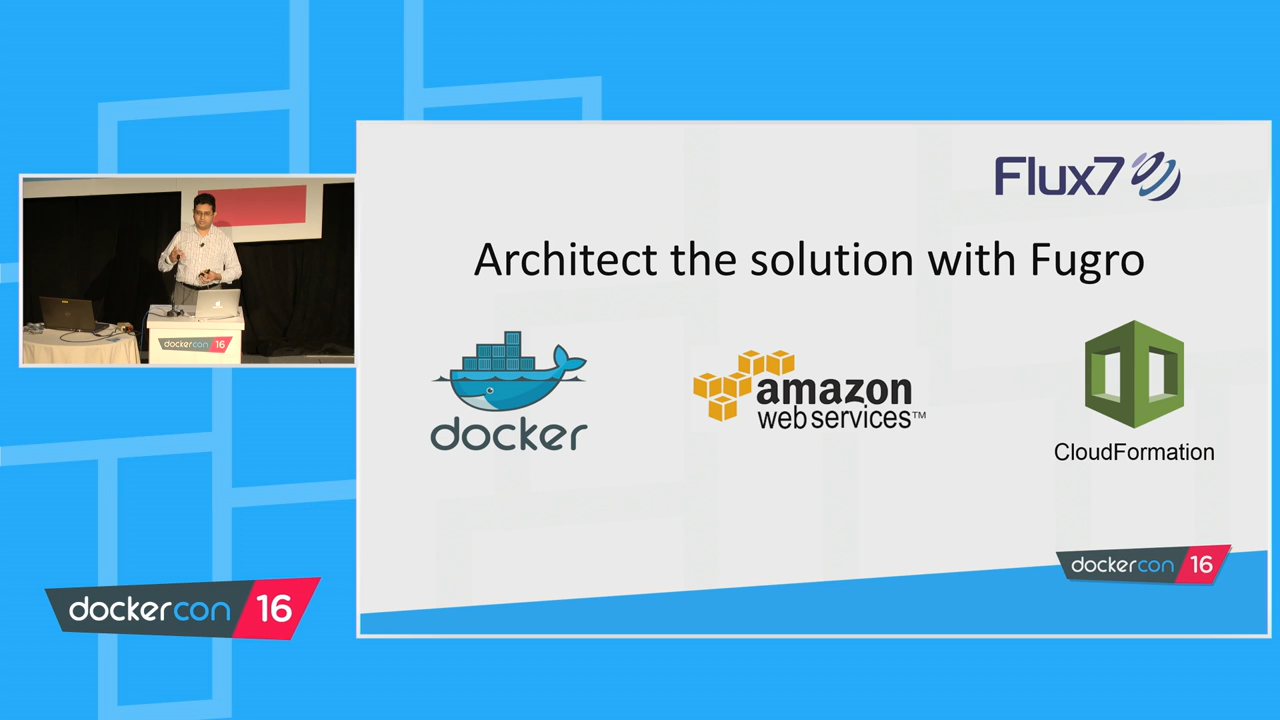 Flux7
Architect the solution with Fugro
docker
amazon
web services™
CloudFormation
dockercon 16
dockercon 16
dockercon 16